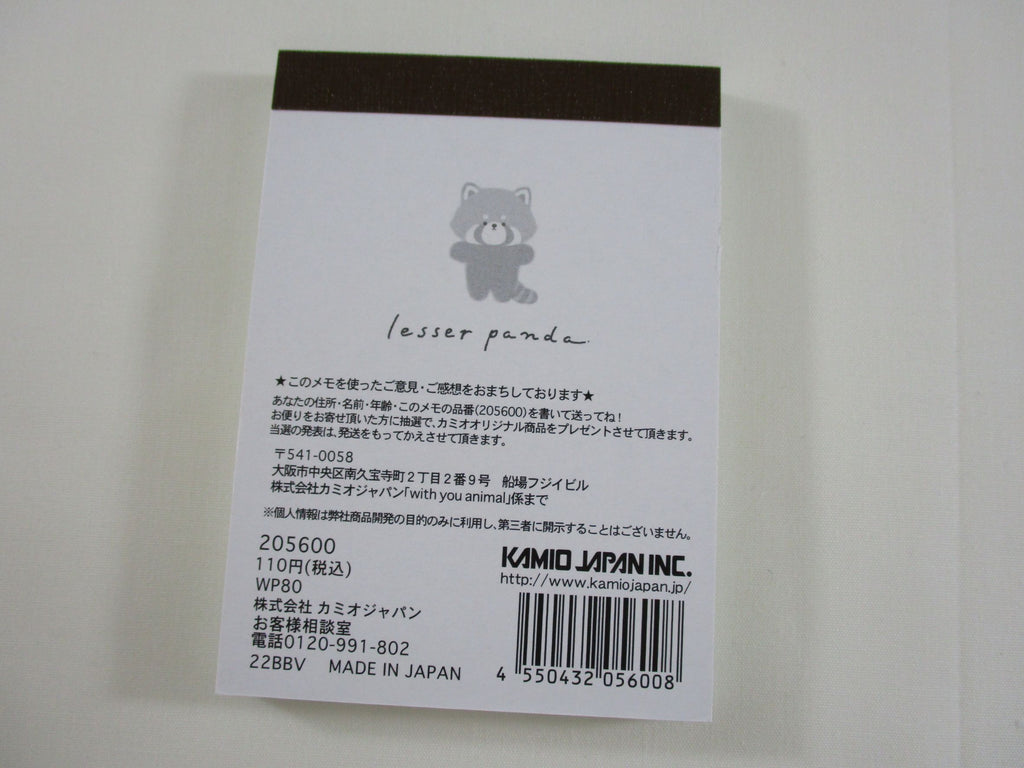 lesser panda
★このメモを使ったご意見・ご感想をおまちしております★
あなたの住所・名前・年齢・このメモの品番(205600)を書いて送ってね!
お便りをお寄せ頂いた方に抽選で、カミオオリジナル商品をプレゼントさせて頂きます。
当選の発表は、発送をもってかえさせて頂きます。
〒541-0058
大阪市中央区南久宝寺町2丁目2番9号 船場フジイビル
株式会社カミオジャパン「with you animal」係まで
※個人情報は弊社商品開発の目的のみに利用し、第三者に開示することはございません。
205600
110円(税込)
WP80
株式会社 カミオジャパン
お客様相談室
電話0120-991-802
22BBV MADE IN JAPAN
KAMIO JAPAN INC.
http://www.kamiojapan.jp/
4 550432 056008